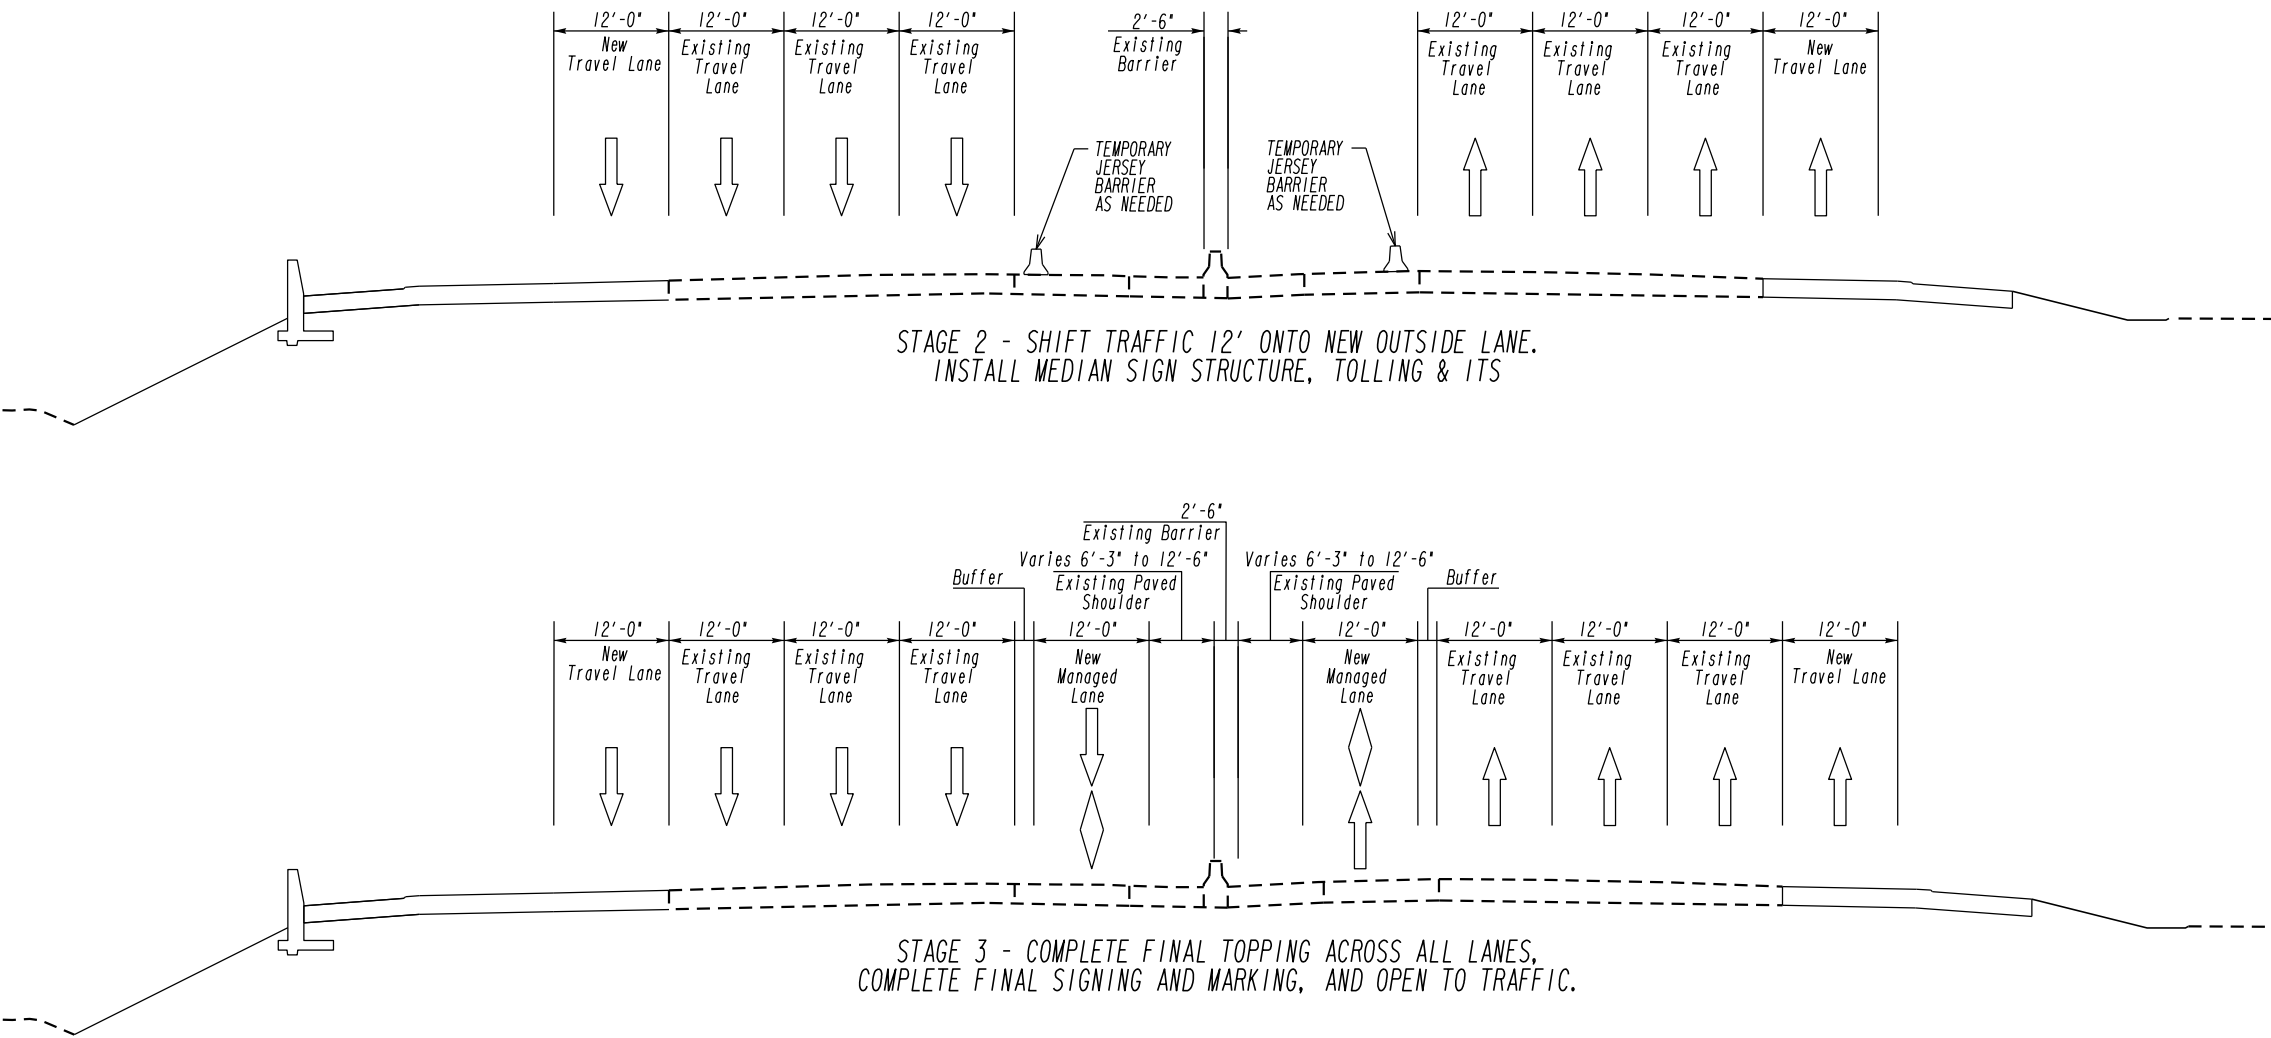 12'-0" 12'-0" 12'-0" 12'-0" 2'-6" 12'-0" 12'-0" 12'-0" 12'-0"
New
Travel Lane
Existing
Travel
Lane
Existing
Travel
Lane
Existing
Travel
Lane
Existing
Barrier
Existing
Travel
Lane
Existing
Travel
Lane
Existing
Travel
Lane
New
Travel Lane
TEMPORARY
JERSEY
BARRIER
AS NEEDED
TEMPORARY
JERSEY
BARRIER
AS NEEDED
STAGE 2 - SHIFT TRAFFIC 12' ONTO NEW OUTSIDE LANE.
INSTALL MEDIAN SIGN STRUCTURE, TOLLING & ITS
2'-6"
Existing Barrier
Varies 6'-3" to 12'-6"
Existing Paved
Shoulder
Varies 6'-3" to 12'-6"
Existing Paved
Shoulder
Buffer
Buffer
12'-0" 12'-0" 12'-0" 12'-0" 12'-0" 12'-0" 12'-0" 12'-0" 12'-0" 12'-0"
New
Travel Lane
Existing
Travel
Lane
Existing
Travel
Lane
Existing
Travel
Lane
New
Managed
Lane
New
Managed
Lane
Existing
Travel
Lane
Existing
Travel
Lane
Existing
Travel
Lane
New
Travel Lane
STAGE 3 - COMPLETE FINAL TOPPING ACROSS ALL LANES,
COMPLETE FINAL SIGNING AND MARKING, AND OPEN TO TRAFFIC.